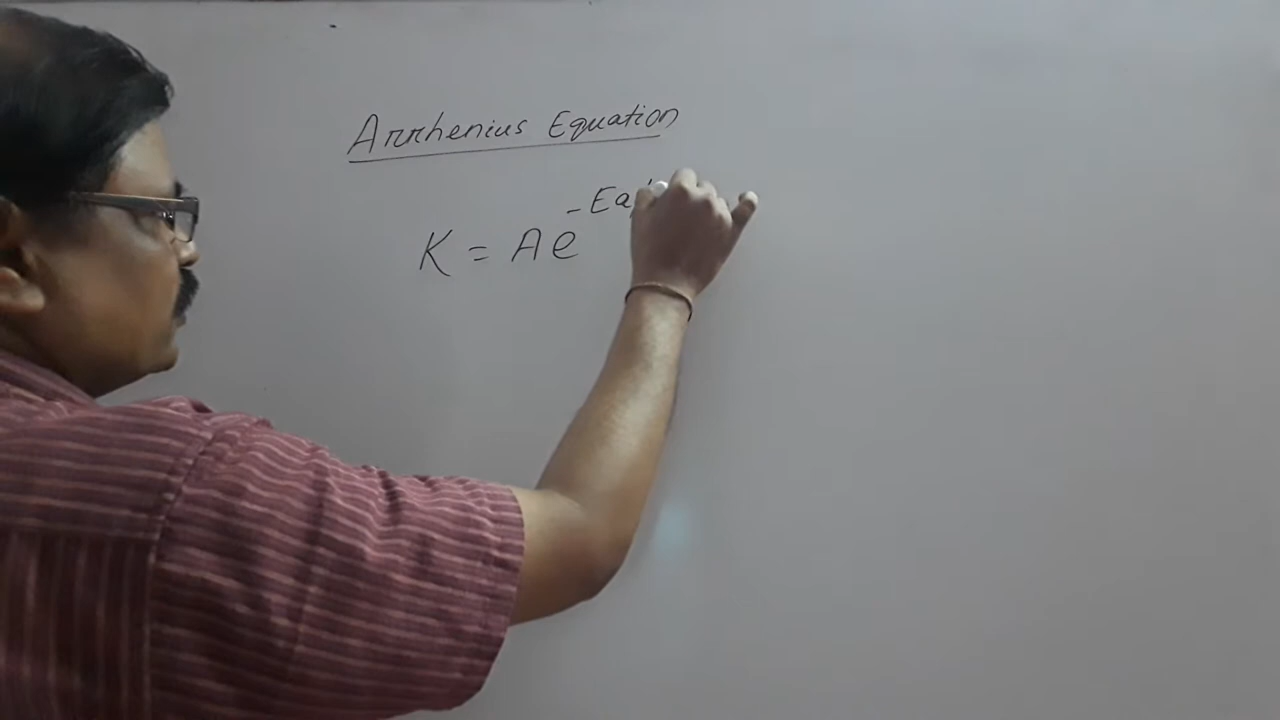 Arrhenius Equation
K = Ae^-Ea/